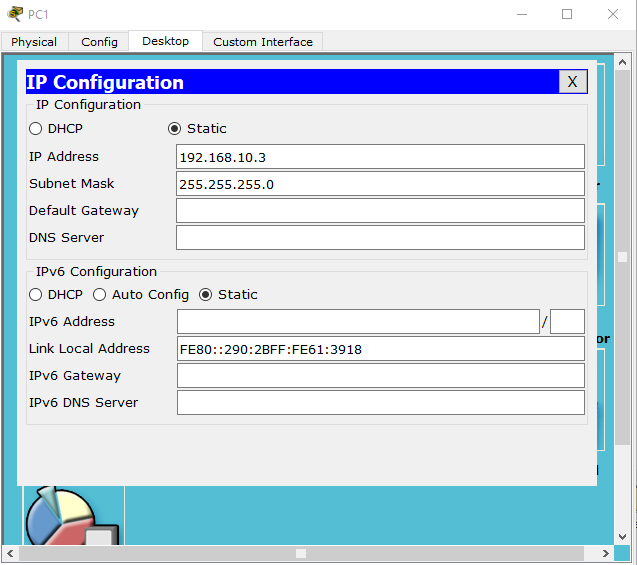 PC1
Physical Config Desktop Custom Interface
IP Configuration X
IP Configuration
DHCP Static
IP Address 192.168.10.3
Subnet Mask 255.255.255.0
Default Gateway
DNS Server
IPv6 Configuration
DHCP Auto Config Static
IPv6 Address /
Link Local Address FE80::290:2BFF:FE61:3918
IPv6 Gateway
IPv6 DNS Server
or